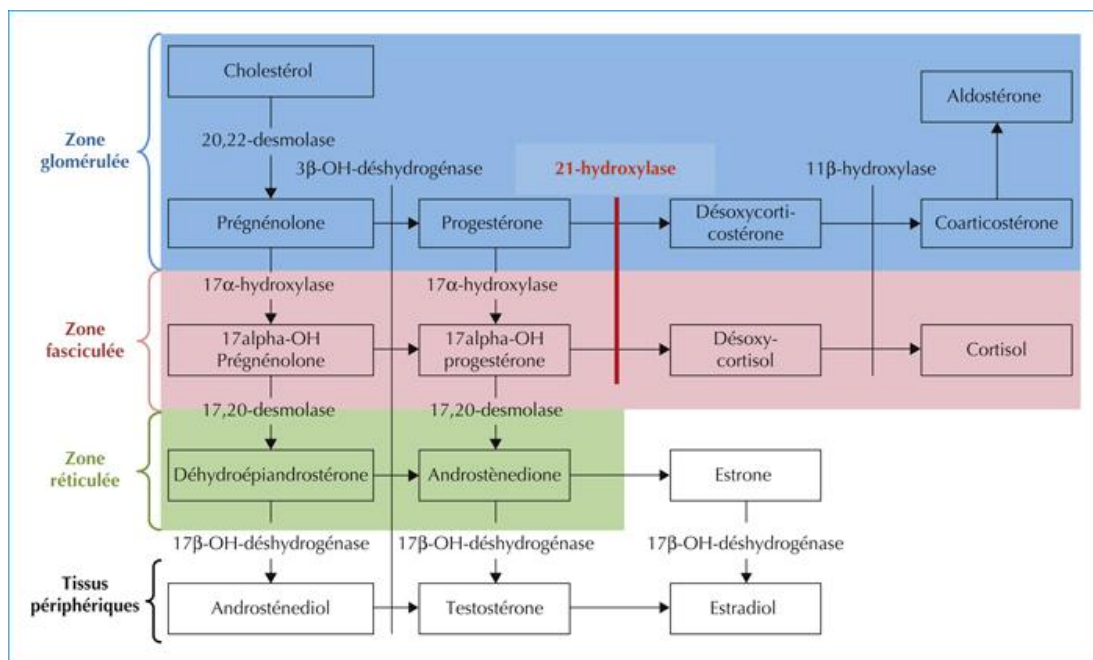 Cholestérol
Aldostérone
Zone
glomérulée
20,22-desmolase
3β-OH-déshydrogénase
21-hydroxylase
11β-hydroxylase
Prégnénolone
Progestérone
Désoxycorti-
costérone
Coarticostérone
17α-hydroxylase
17α-hydroxylase
Zone
fasciculée
17alpha-OH
Prégnénolone
17alpha-OH
progestérone
Désoxy-
cortisol
Cortisol
17,20-desmolase
17,20-desmolase
Zone
réticulée
Déhydroépiandrostérone
Androstènedione
Estrone
17β-OH-déshydrogénase
17β-OH-déshydrogénase
17β-OH-déshydrogénase
Tissus
périphériques
Androsténediol
Testostérone
Estradiol